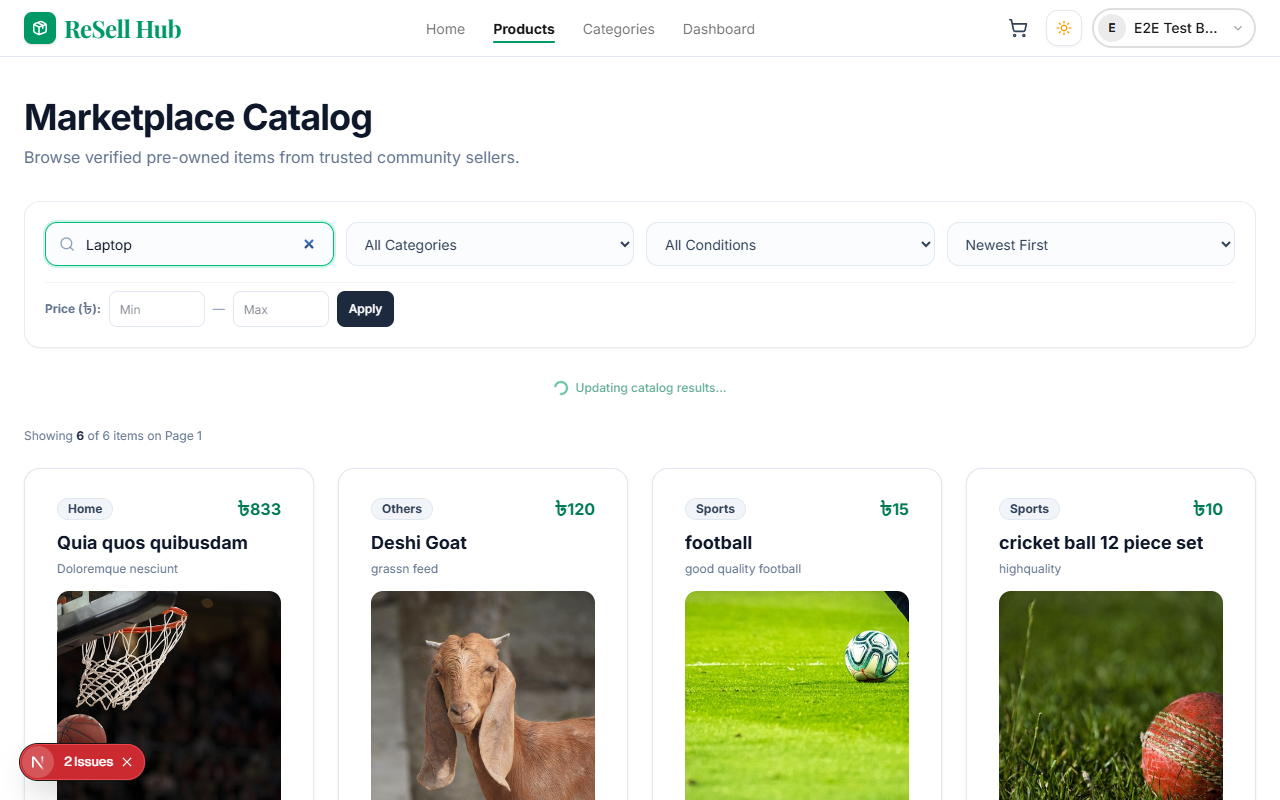 ReSell Hub
Home Products Categories Dashboard
E E2E Test B...
Marketplace Catalog
Browse verified pre-owned items from trusted community sellers.
Laptop
All Categories
All Conditions
Newest First
Price (৳): Min — Max Apply
Updating catalog results...
Showing 6 of 6 items on Page 1
Home ৳833
Quia quos quibusdam
Doloremque nesciunt
Others ৳120
Deshi Goat
grassn feed
Sports ৳15
football
good quality football
Sports ৳10
cricket ball 12 piece set
highquality
N 2 Issues